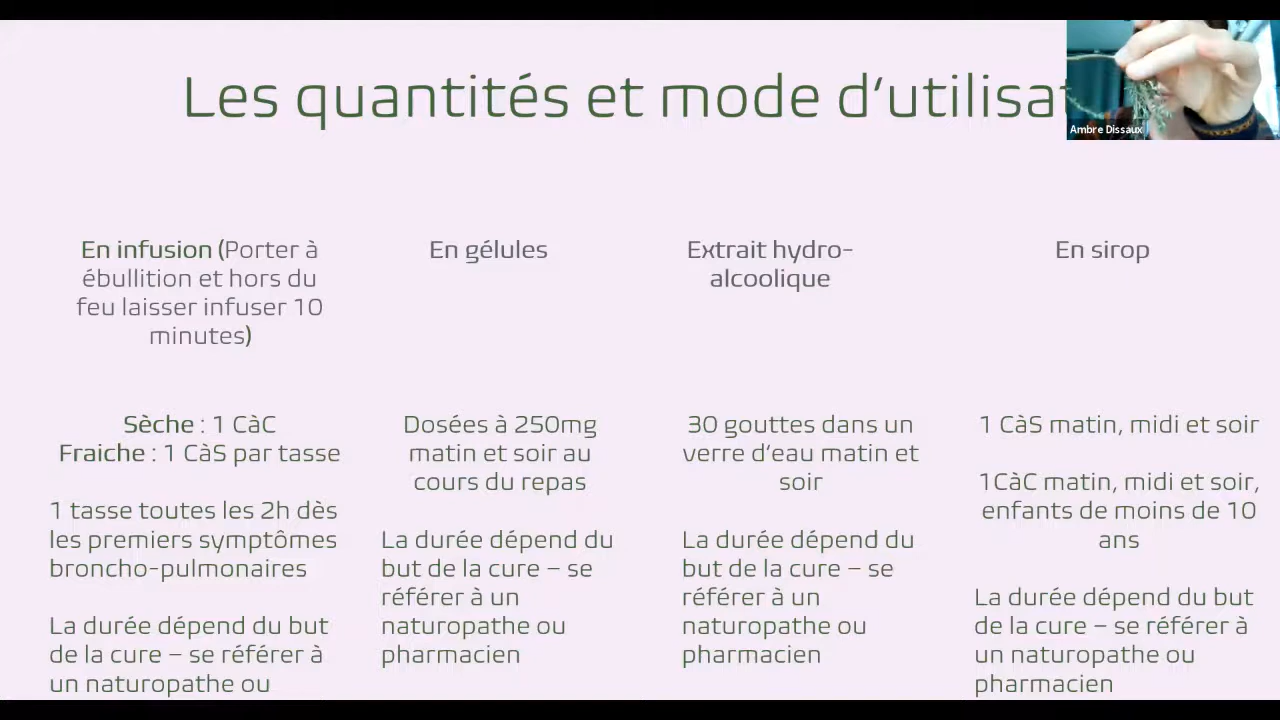 Les quantités et mode d’utilisat
Ambre Dissaux
En infusion (Porter à
ébullition et hors du
feu laisser infuser 10
minutes)
En gélules
Extrait hydro-
alcoolique
En sirop
Sèche : 1 CàC
Fraiche : 1 CàS par tasse
1 tasse toutes les 2h dès
les premiers symptômes
broncho-pulmonaires
La durée dépend du but
de la cure – se référer à
un naturopathe ou
Dosées à 250mg
matin et soir au
cours du repas
La durée dépend du
but de la cure – se
référer à un
naturopathe ou
pharmacien
30 gouttes dans un
verre d’eau matin et
soir
La durée dépend du
but de la cure – se
référer à un
naturopathe ou
pharmacien
1 CàS matin, midi et soir
1CàC matin, midi et soir,
enfants de moins de 10
ans
La durée dépend du but
de la cure – se référer à
un naturopathe ou
pharmacien